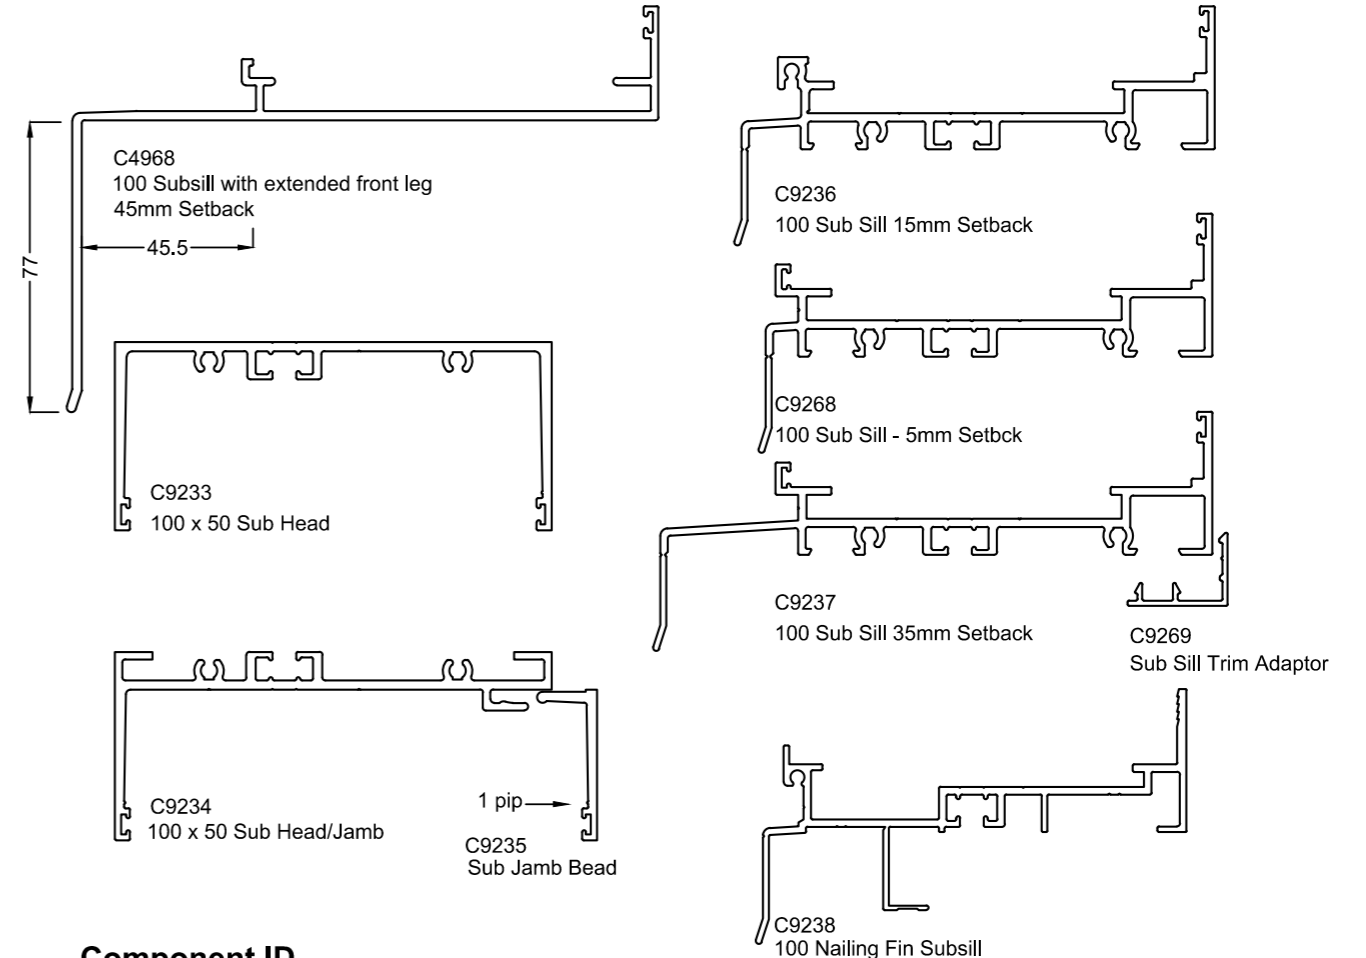 C4968
100 Subsill with extended front leg
45mm Setback
45.5
77
C9233
100 x 50 Sub Head
C9234
100 x 50 Sub Head/Jamb
1 pip
C9235
Sub Jamb Bead
C9236
100 Sub Sill 15mm Setback
C9268
100 Sub Sill - 5mm Setbck
C9237
100 Sub Sill 35mm Setback
C9269
Sub Sill Trim Adaptor
C9238
100 Nailing Fin Subsill
Component ID